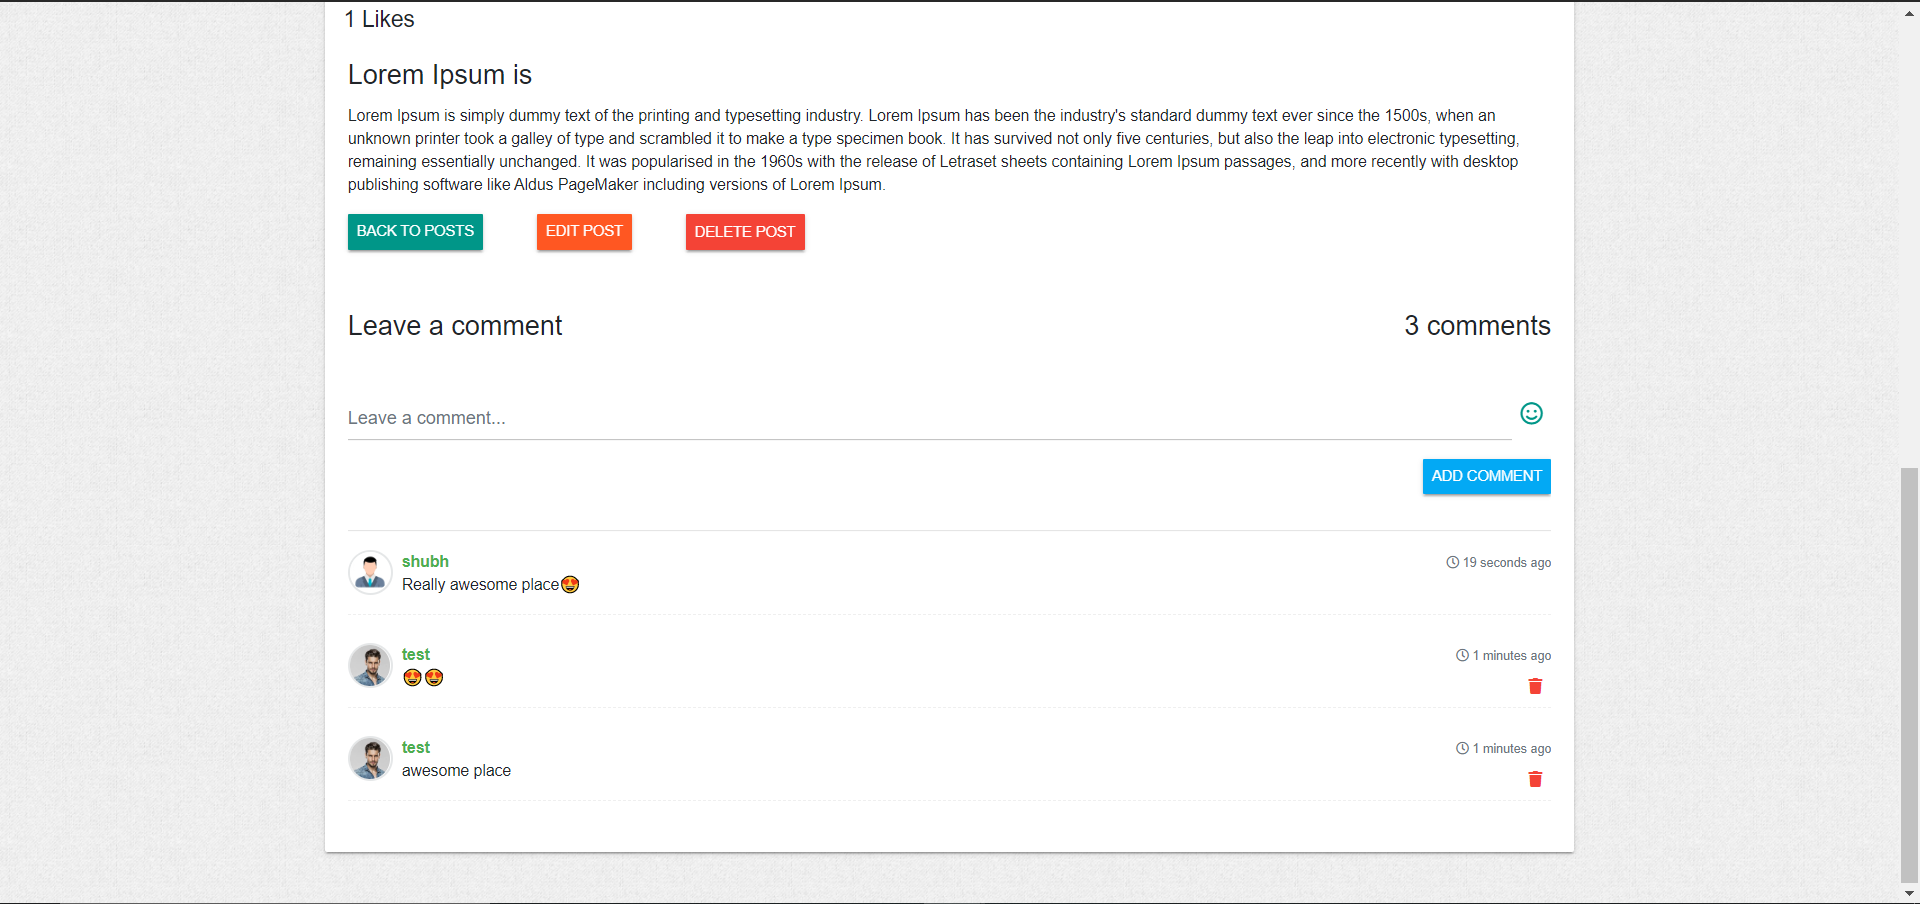 1 Likes
Lorem Ipsum is
Lorem Ipsum is simply dummy text of the printing and typesetting industry. Lorem Ipsum has been the industry's standard dummy text ever since the 1500s, when an
unknown printer took a galley of type and scrambled it to make a type specimen book. It has survived not only five centuries, but also the leap into electronic typesetting,
remaining essentially unchanged. It was popularised in the 1960s with the release of Letraset sheets containing Lorem Ipsum passages, and more recently with desktop
publishing software like Aldus PageMaker including versions of Lorem Ipsum.
BACK TO POSTS EDIT POST DELETE POST
Leave a comment 3 comments
Leave a comment...
ADD COMMENT
shubh 19 seconds ago
Really awesome place😍
test 1 minutes ago
😍😍
test 1 minutes ago
awesome place